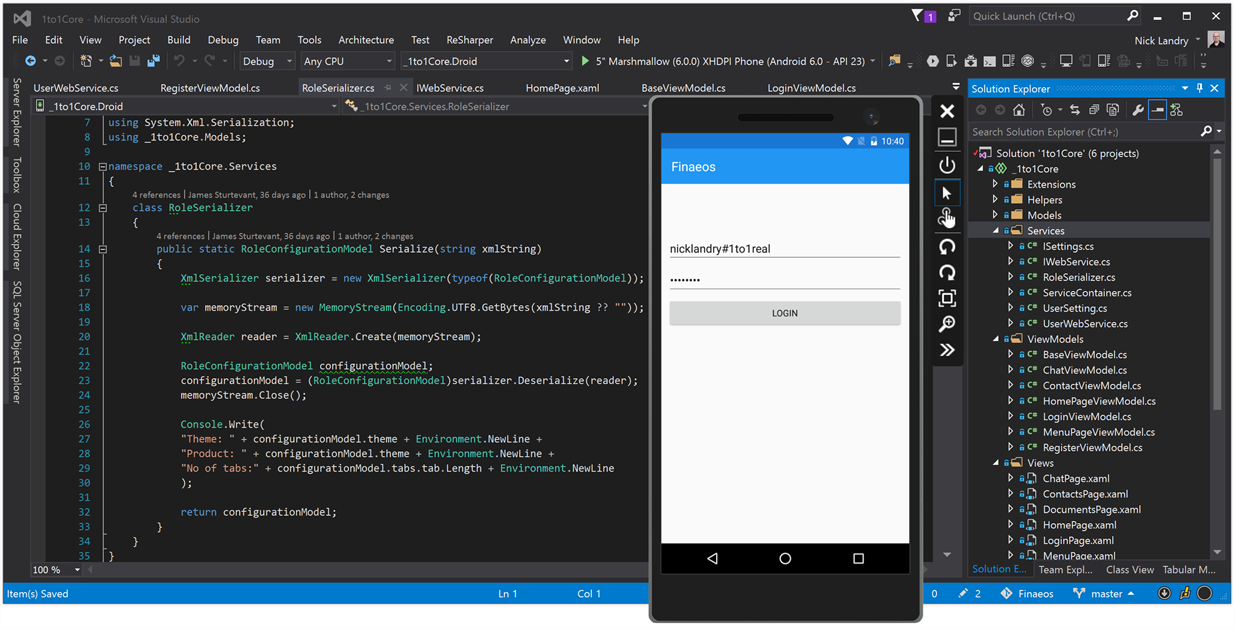 1to1Core - Microsoft Visual Studio
1
Quick Launch (Ctrl+Q)
File Edit View Project Build Debug Team Tools Architecture Test ReSharper Analyze Window Help
Nick Landry
Debug Any CPU _1to1Core.Droid 5" Marshmallow (6.0.0) XHDPI Phone (Android 6.0 - API 23)
Server Explorer
Toolbox
Cloud Explorer
SQL Server Object Explorer
UserWebService.cs RegisterViewModel.cs RoleSerializer.cs IWebService.cs HomePage.xaml BaseViewModel.cs LoginViewModel.cs
_1to1Core.Droid _1to1Core.Services.RoleSerializer
7 using System.Xml.Serialization;
8 using _1to1Core.Models;
9
10 namespace _1to1Core.Services
11 {
4 references | James Sturtevant, 36 days ago | 1 author, 2 changes
12 class RoleSerializer
13 {
4 references | James Sturtevant, 36 days ago | 1 author, 2 changes
14 public static RoleConfigurationModel Serialize(string xmlString)
15 {
16 XmlSerializer serializer = new XmlSerializer(typeof(RoleConfigurationModel));
17
18 var memoryStream = new MemoryStream(Encoding.UTF8.GetBytes(xmlString ?? ""));
19
20 XmlReader reader = XmlReader.Create(memoryStream);
21
22 RoleConfigurationModel configurationModel;
23 configurationModel = (RoleConfigurationModel)serializer.Deserialize(reader);
24 memoryStream.Close();
25
26 Console.Write(
27 "Theme: " + configurationModel.theme + Environment.NewLine +
28 "Product: " + configurationModel.theme + Environment.NewLine +
29 "No of tabs:" + configurationModel.tabs.tab.Length + Environment.NewLine
30 );
31
32 return configurationModel;
33 }
34 }
35 }
100 %
10:40
Finaeos
nicklandry#1to1real
••••••••
LOGIN
Solution Explorer
Search Solution Explorer (Ctrl+;)
Solution '1to1Core' (6 projects)
_1to1Core
Extensions
Helpers
Models
Services
C# ISettings.cs
C# IWebService.cs
C# RoleSerializer.cs
C# ServiceContainer.cs
C# UserSetting.cs
C# UserWebService.cs
ViewModels
C# BaseViewModel.cs
C# ChatViewModel.cs
C# ContactViewModel.cs
C# HomePageViewModel.cs
C# LoginViewModel.cs
C# MenuPageViewModel.cs
C# RegisterViewModel.cs
Views
ChatPage.xaml
ContactsPage.xaml
DocumentsPage.xaml
HomePage.xaml
LoginPage.xaml
MenuPage.xaml
Solution E... Team Expl... Class View Tabular M...
Item(s) Saved Ln 1 Col 1 0 2 Finaeos master